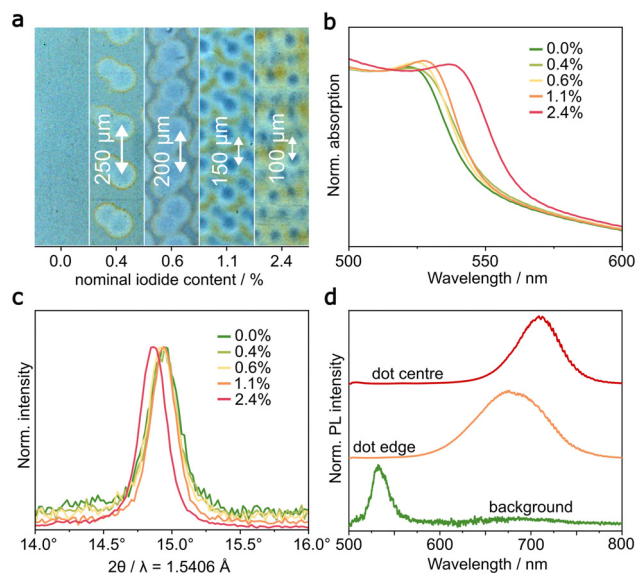 a
250 µm
200 µm
150 µm
100 µm
0.0 0.4 0.6 1.1 2.4
nominal iodide content / %
b
Norm. absorption
0.0%
0.4%
0.6%
1.1%
2.4%
500 550 600
Wavelength / nm
c
Norm. intensity
0.0%
0.4%
0.6%
1.1%
2.4%
14.0° 14.5° 15.0° 15.5° 16.0°
2θ / λ = 1.5406 Å
d
Norm. PL intensity
dot centre
dot edge
background
500 600 700 800
Wavelength / nm